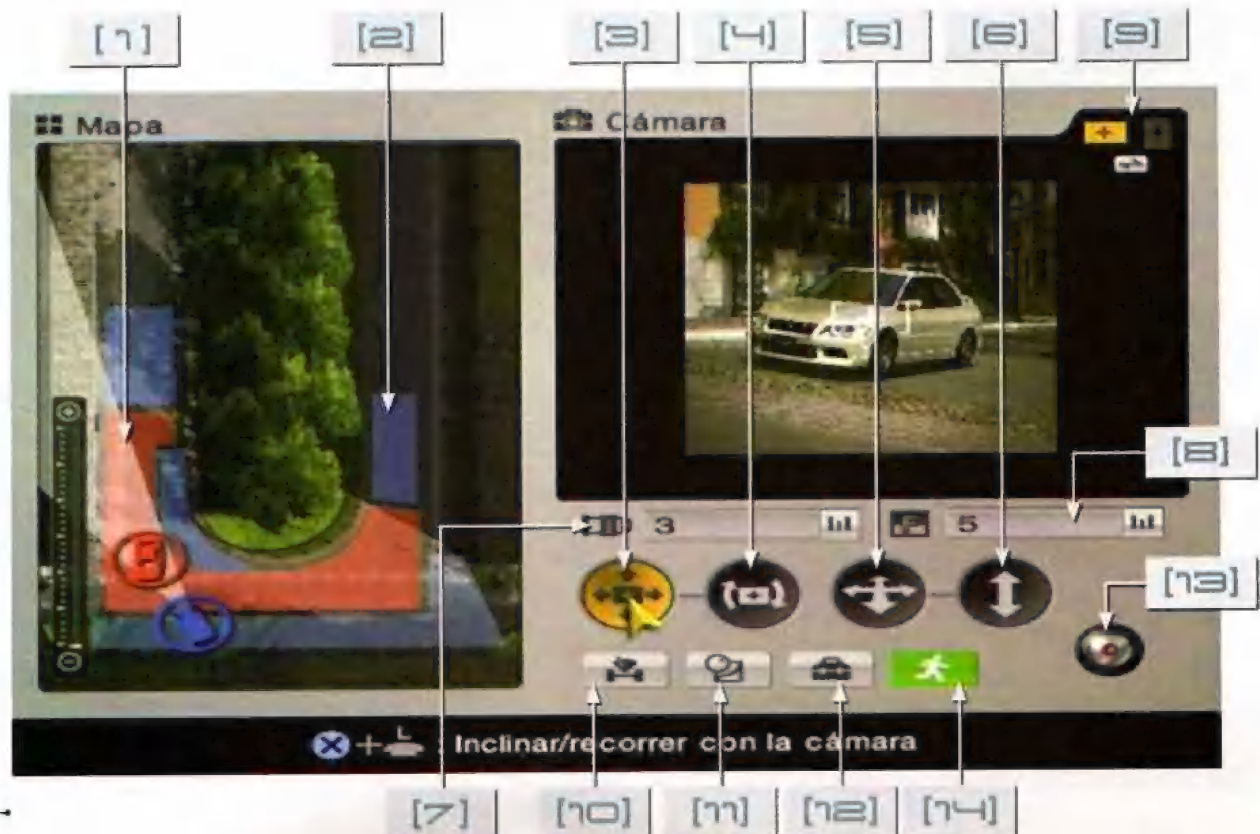 [1] [2] [3] [4] [5] [6] [9]
Mapa
Cámara
[8]
3
5
[13]
+ L : Inclinar/recorrer con la cámara
[7] [10] [11] [12] [14]